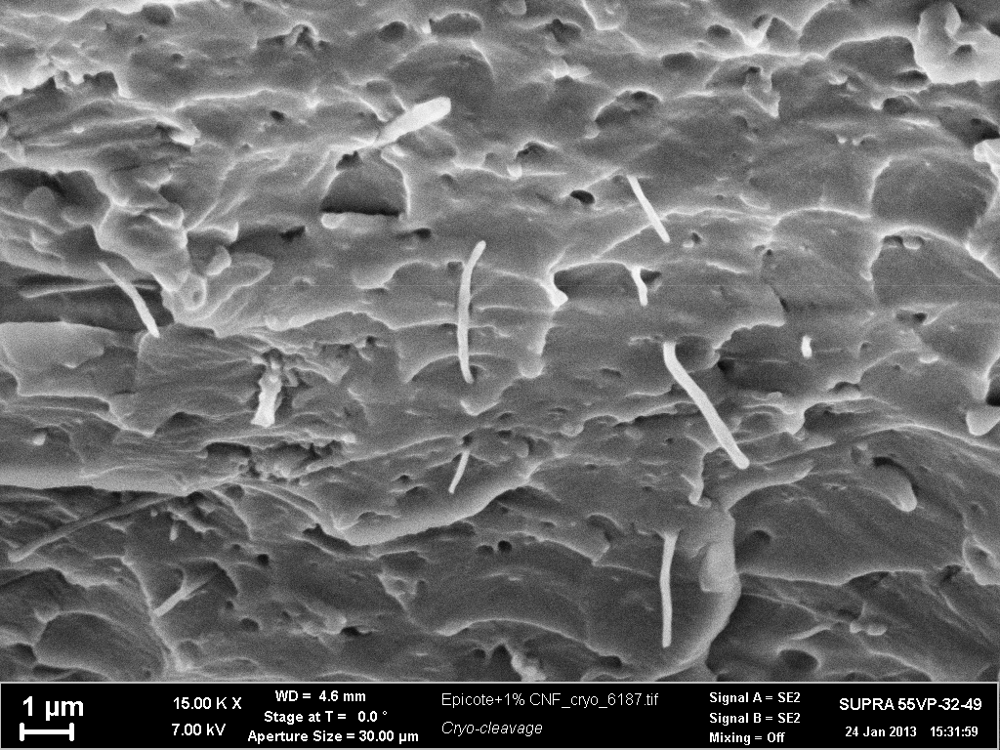 1 µm
15.00 K X
7.00 kV
WD = 4.6 mm
Stage at T = 0.0 °
Aperture Size = 30.00 µm
Epicote+1% CNF_cryo_6187.tif
Cryo-cleavage
Signal A = SE2
Signal B = SE2
Mixing = Off
SUPRA 55VP-32-49
24 Jan 2013 15:31:59